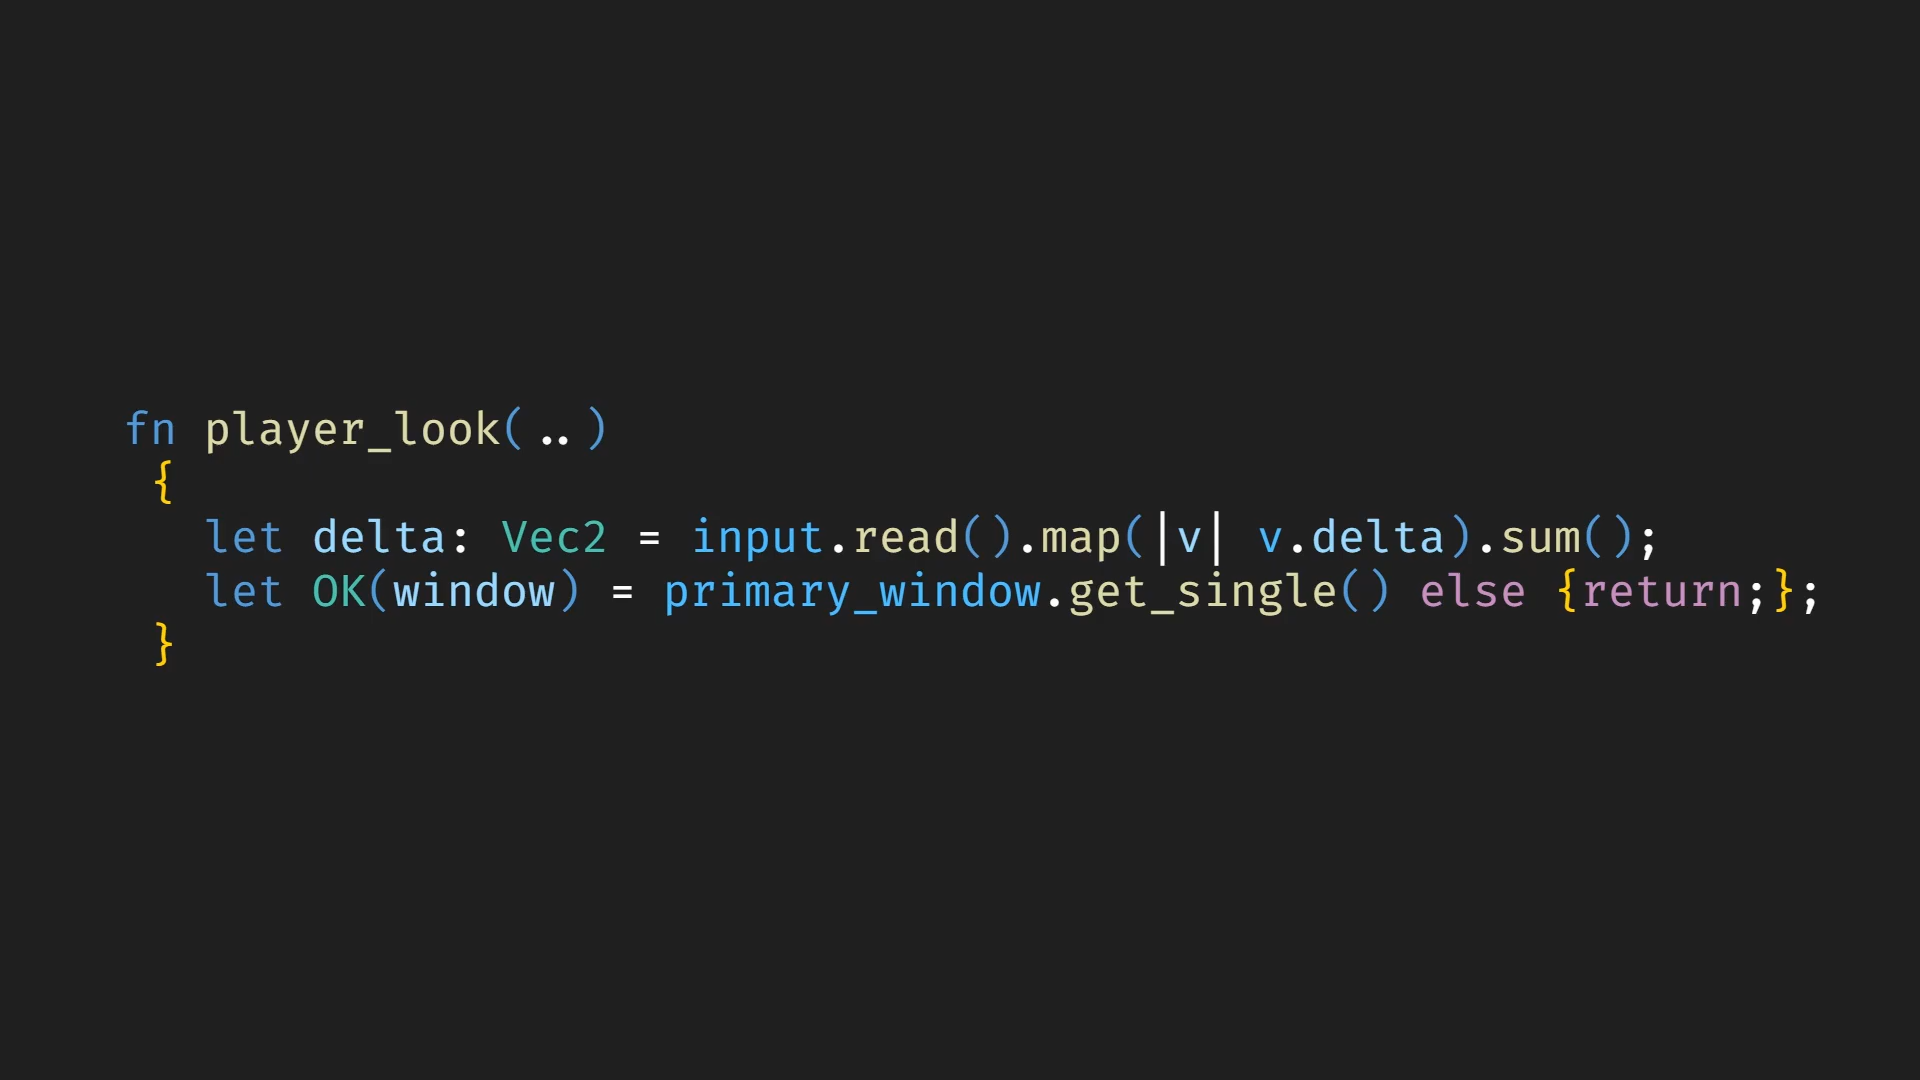 fn player_look(..)
{
let delta: Vec2 = input.read().map(|v| v.delta).sum();
let OK(window) = primary_window.get_single() else {return;};
}